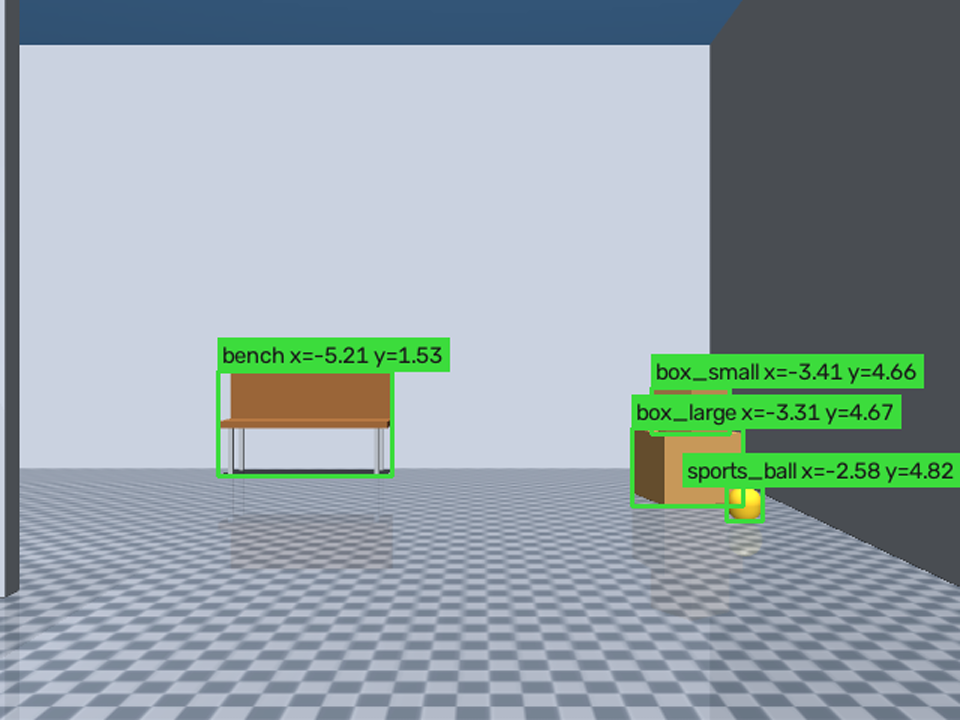 bench x=-5.21 y=1.53
box_small x=-3.41 y=4.66
box_large x=-3.31 y=4.67
sports_ball x=-2.58 y=4.82